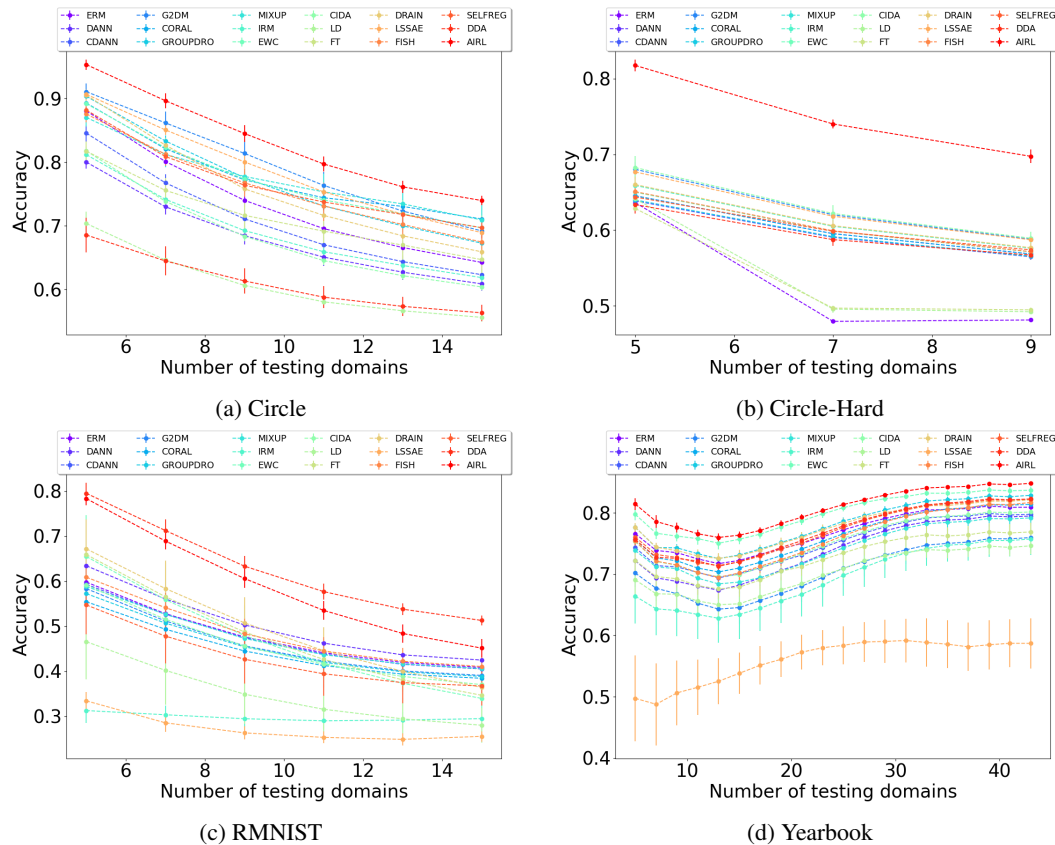 ERM G2DM MIXUP CIDA DRAIN SELFREG
DANN CORAL IRM LD LSSAE DDA
CDANN GROUPDRO EWC FT FISH AIRL
0.9
0.8
0.7
0.6
Accuracy
6 8 10 12 14
Number of testing domains
(a) Circle
ERM G2DM MIXUP CIDA DRAIN SELFREG
DANN CORAL IRM LD LSSAE DDA
CDANN GROUPDRO EWC FT FISH AIRL
0.8
0.7
0.6
0.5
Accuracy
5 6 7 8 9
Number of testing domains
(b) Circle-Hard
ERM G2DM MIXUP CIDA DRAIN SELFREG
DANN CORAL IRM LD LSSAE DDA
CDANN GROUPDRO EWC FT FISH AIRL
0.8
0.7
0.6
0.5
0.4
0.3
Accuracy
6 8 10 12 14
Number of testing domains
(c) RMNIST
ERM G2DM MIXUP CIDA DRAIN SELFREG
DANN CORAL IRM LD LSSAE DDA
CDANN GROUPDRO EWC FT FISH AIRL
0.8
0.7
0.6
0.5
0.4
Accuracy
10 20 30 40
Number of testing domains
(d) Yearbook